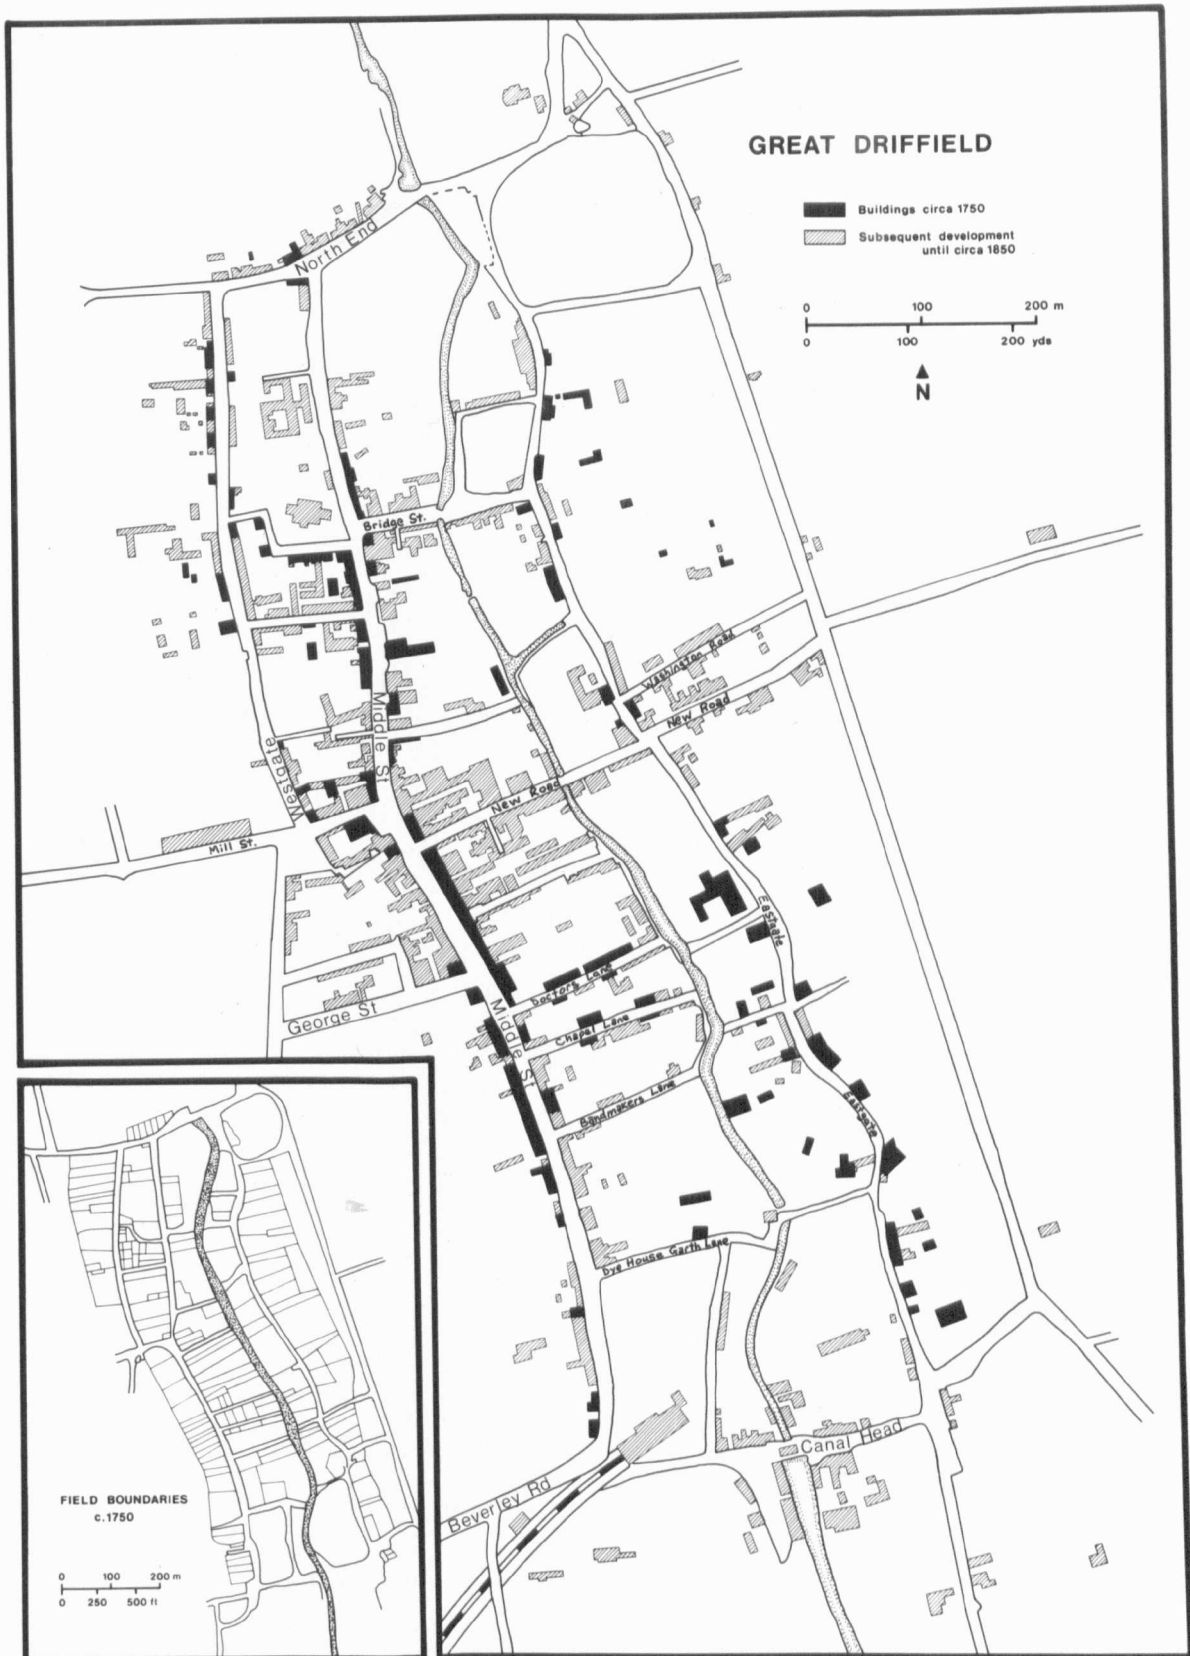 GREAT DRIFFIELD
Buildings circa 1750
Subsequent development
until circa 1850
0 100 200 m
0 100 200 yds
N
North End
Bridge St.
Washington Road
New Road
Middle St
Westgate
New Road
Mill St.
Eastgate
Doctors Lane
George St
Middle St
Chapel Lane
Bandmakers Lane
Eastgate
Dye House Garth Lane
Canal Head
Beverley Rd
FIELD BOUNDARIES
c.1750
0 100 200 m
0 250 500 ft